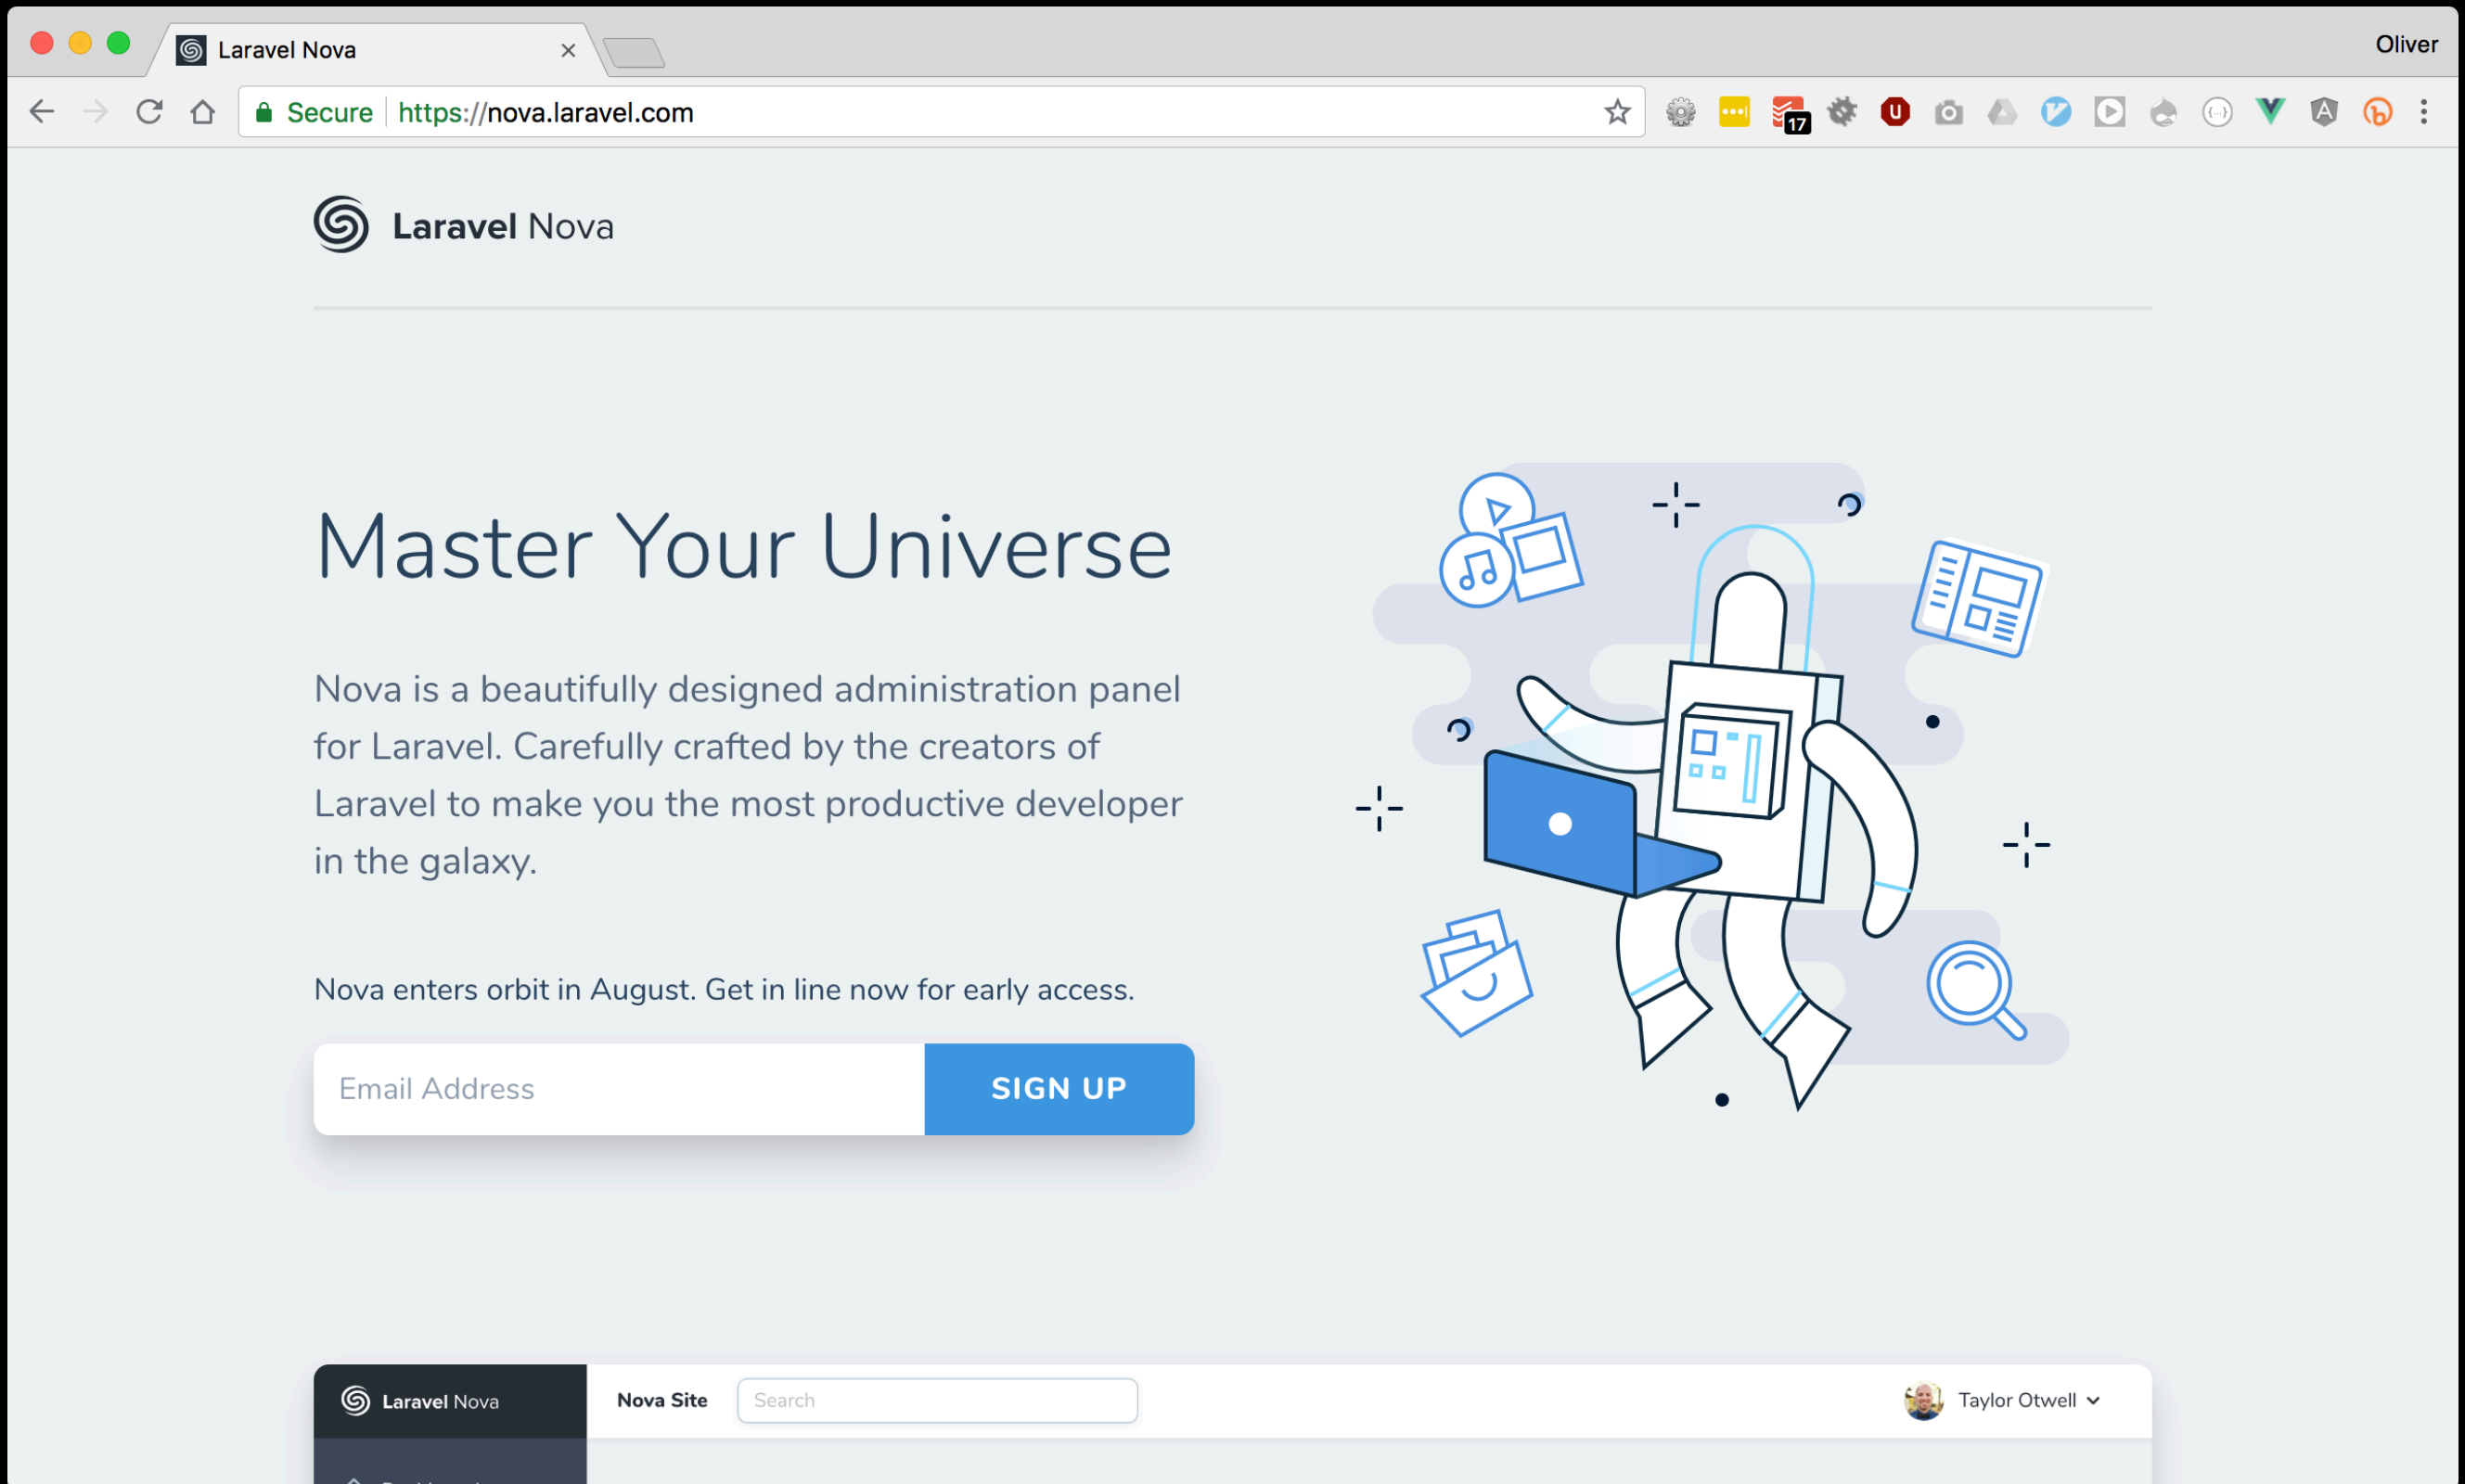 Laravel Nova
Oliver
Secure
https://nova.laravel.com
17
Laravel Nova
Master Your Universe
Nova is a beautifully designed administration panel
for Laravel. Carefully crafted by the creators of
Laravel to make you the most productive developer
in the galaxy.
Nova enters orbit in August. Get in line now for early access.
Email Address
SIGN UP
Laravel Nova
Nova Site
Search
Taylor Otwell